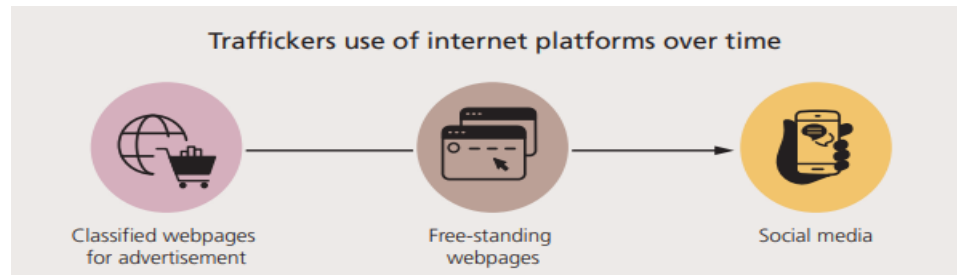 Traffickers use of internet platforms over time
Classified webpages
for advertisement
Free-standing
webpages
Social media